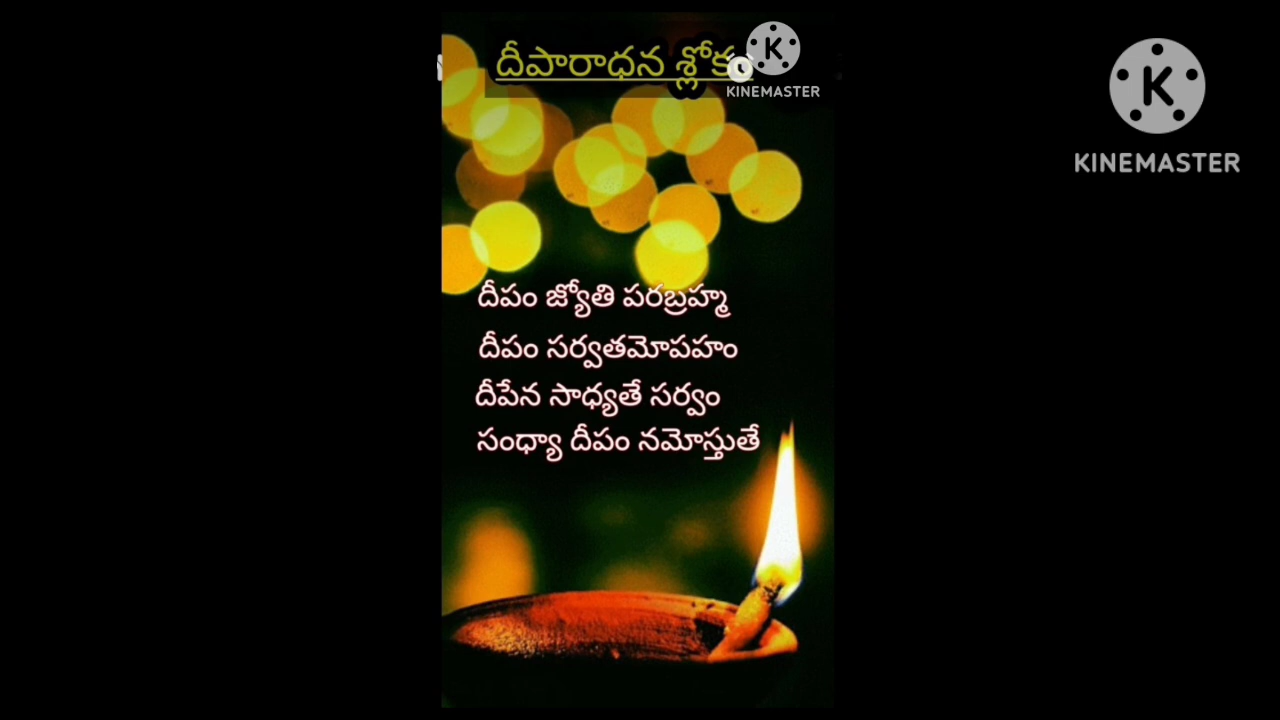 దీపారాధన శ్లోకం
KINEMASTER
KINEMASTER
దీపం జ్యోతి పరబ్రహ్మ
దీపం సర్వతమోపహం
దీపేన సాధ్యతే సర్వం
సంధ్యా దీపం నమోస్తుతే